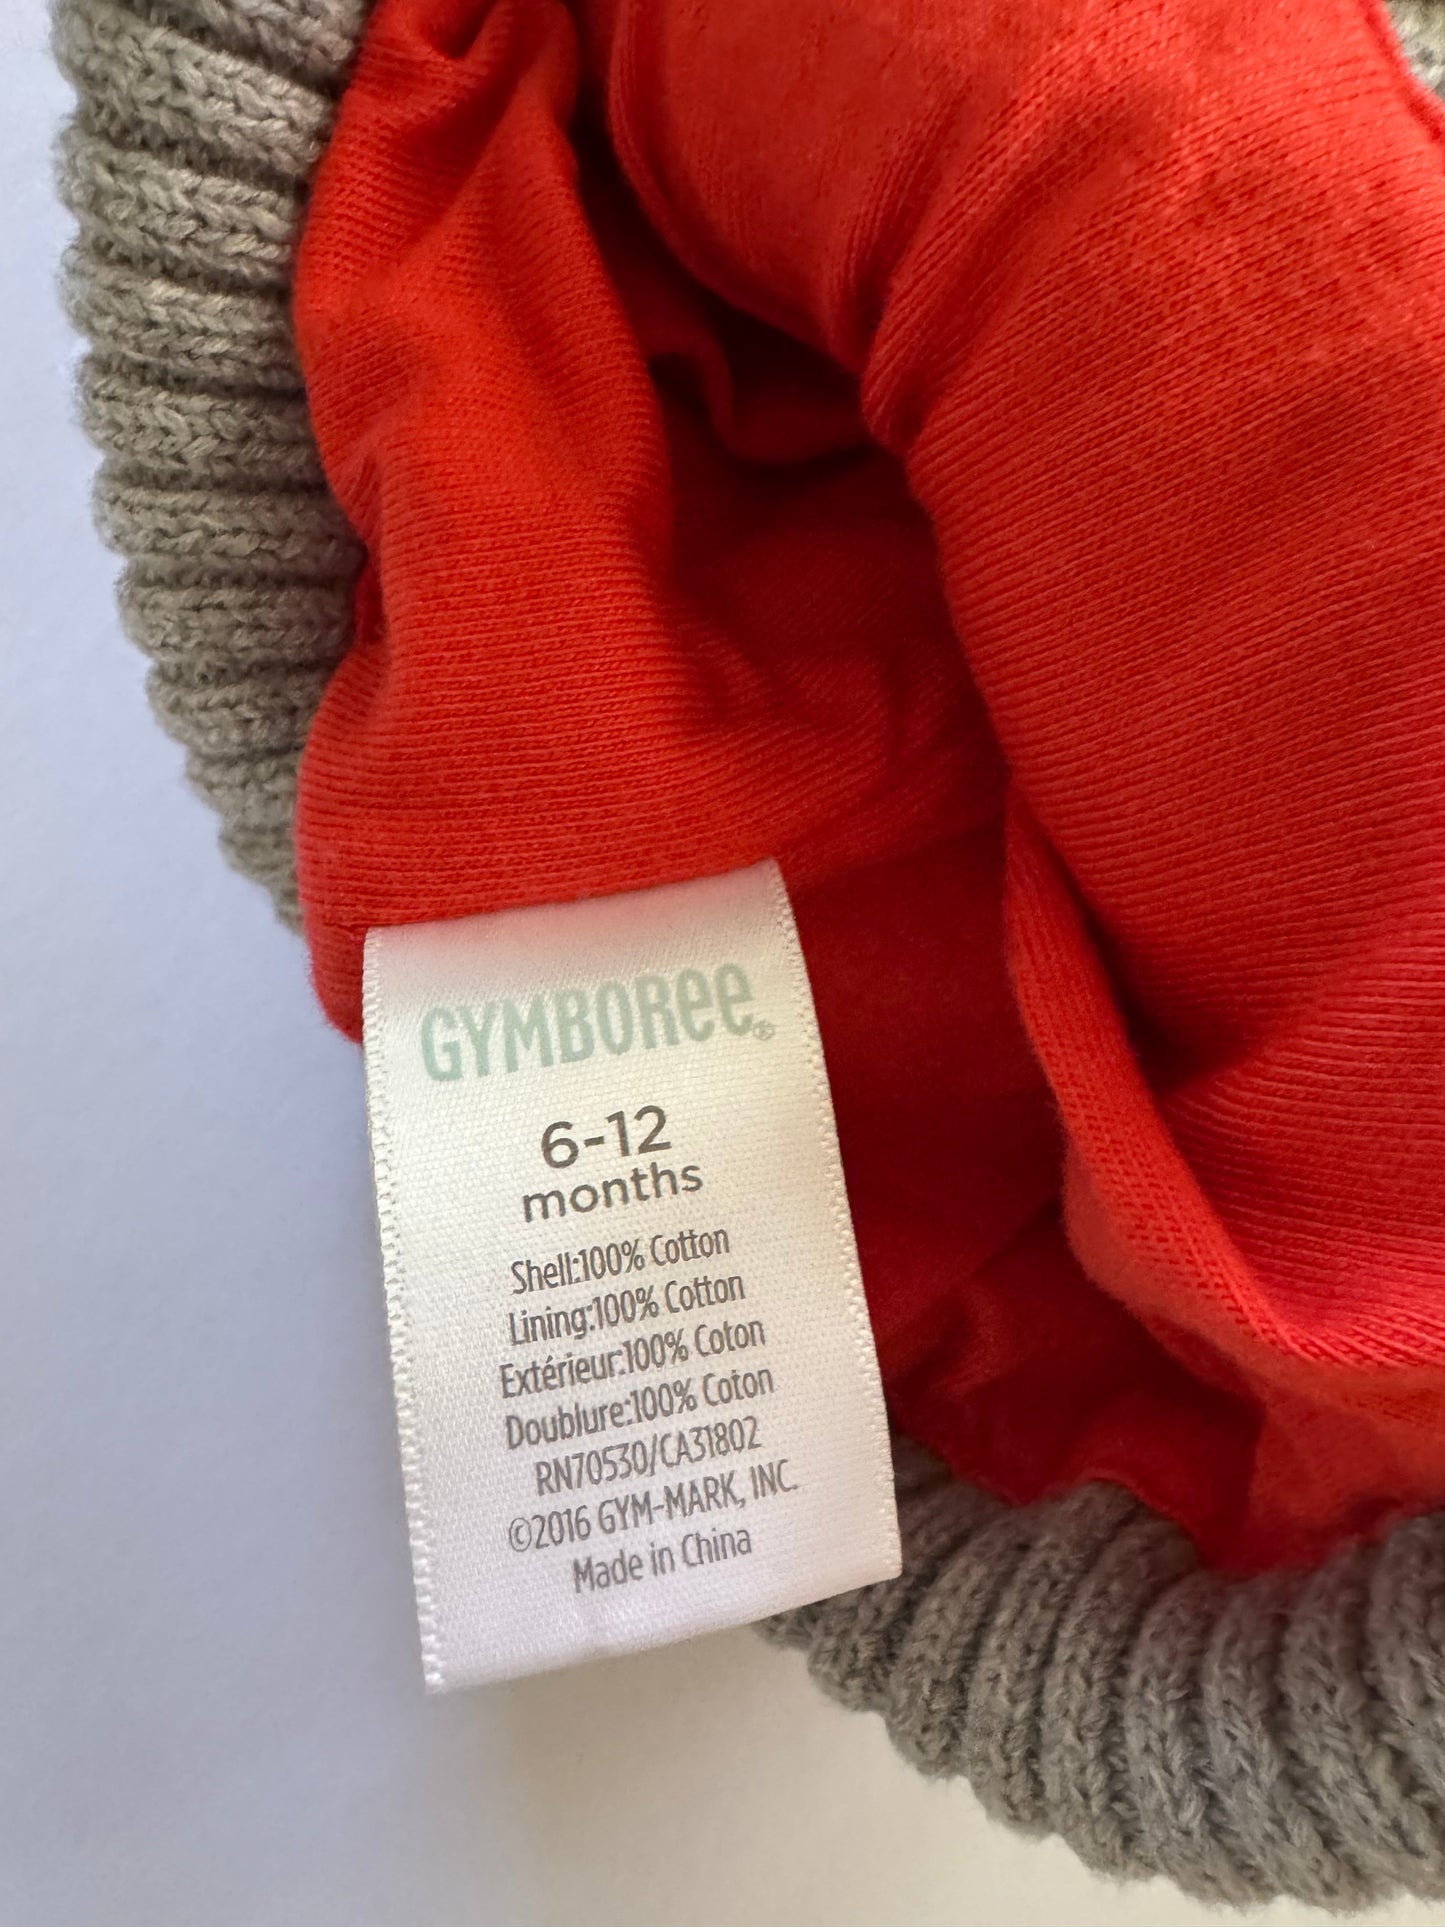 GYMBOREE®
6-12
months
Shell:100% Cotton
Lining:100% Cotton
Extérieur:100% Coton
Doublure:100% Coton
RN70530/CA31802
©2016 GYM-MARK, INC.
Made in China